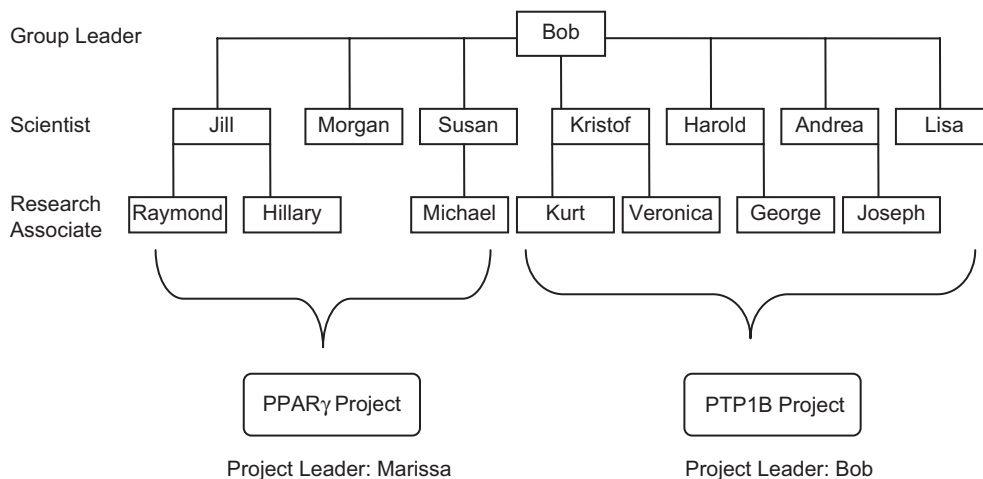 Group Leader
Bob
Scientist
Jill
Morgan
Susan
Kristof
Harold
Andrea
Lisa
Research
Associate
Raymond
Hillary
Michael
Kurt
Veronica
George
Joseph
PPARγ Project
PTP1B Project
Project Leader: Marissa
Project Leader: Bob